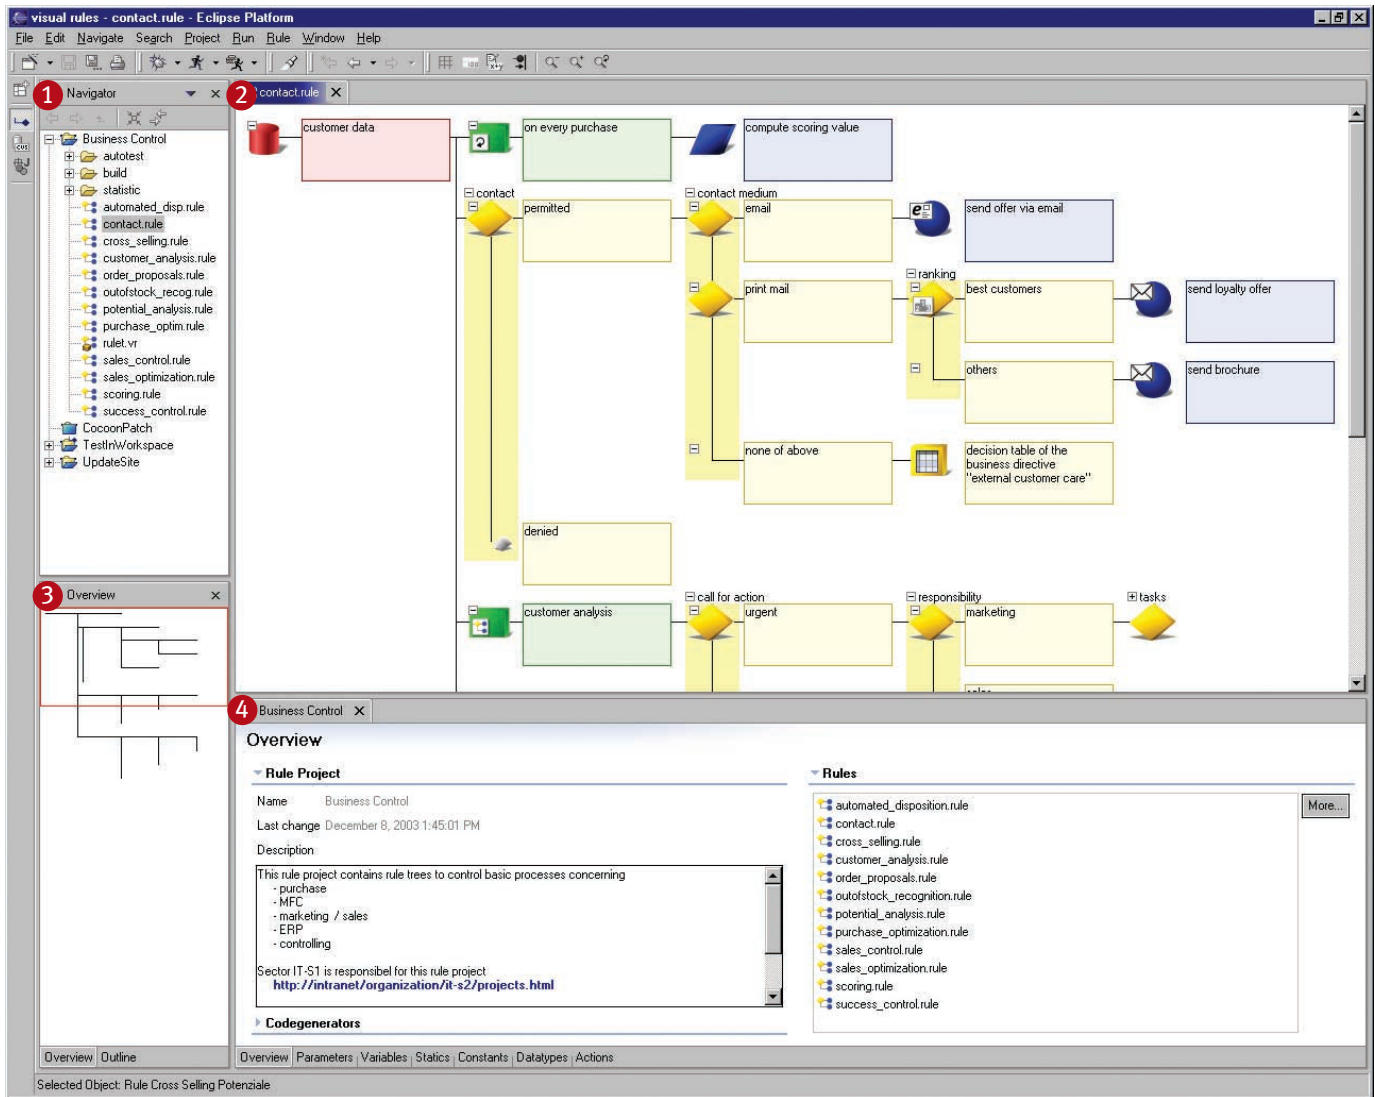 visual rules - contact.rule - Eclipse Platform
File Edit Navigate Search Project Run Rule Window Help
1 Navigator
Business Control
autotest
build
statistic
automated_disp.rule
contact.rule
cross_selling.rule
customer_analysis.rule
order_proposals.rule
outofstock_recog.rule
potential_analysis.rule
purchase_optim.rule
rulet.vr
sales_control.rule
sales_optimization.rule
scoring.rule
success_control.rule
CocoonPatch
TestInWorkspace
UpdateSite
2 contact.rule
customer data
on every purchase
compute scoring value
contact
permitted
contact medium
email
send offer via email
print mail
ranking
best customers
send loyalty offer
others
send brochure
none of above
decision table of the
business directive
"external customer care"
denied
customer analysis
call for action
urgent
responsibility
marketing
tasks
3 Overview
Overview Outline
4 Business Control
Overview
Rule Project
Name Business Control
Last change December 8, 2003 1:45:01 PM
Description
This rule project contains rule trees to control basic processes concerning
- purchase
- MFC
- marketing / sales
- ERP
- controlling
Sector IT-S1 is responsibel for this rule project
http://intranet/organization/it-s2/projects.html
Codegenerators
Rules
automated_disposition.rule
contact.rule
cross_selling.rule
customer_analysis.rule
order_proposals.rule
outofstock_recognition.rule
potential_analysis.rule
purchase_optimization.rule
sales_control.rule
sales_optimization.rule
scoring.rule
success_control.rule
More...
Overview Parameters Variables Statics Constants Datatypes Actions
Selected Object: Rule Cross Selling Potenziale